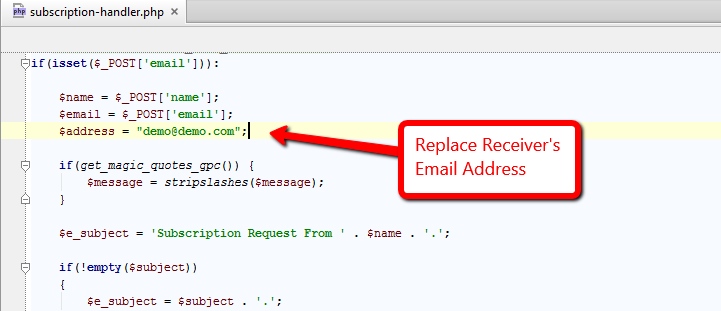 php subscription-handler.php ×
if(isset($_POST['email'])):
$name = $_POST['name'];
$email = $_POST['email'];
$address = "demo@demo.com";
Replace Receiver's
Email Address
if(get_magic_quotes_gpc()) {
$message = stripslashes($message);
}
$e_subject = 'Subscription Request From ' . $name . '.';
if(!empty($subject))
{
$e_subject = $subject . '.';